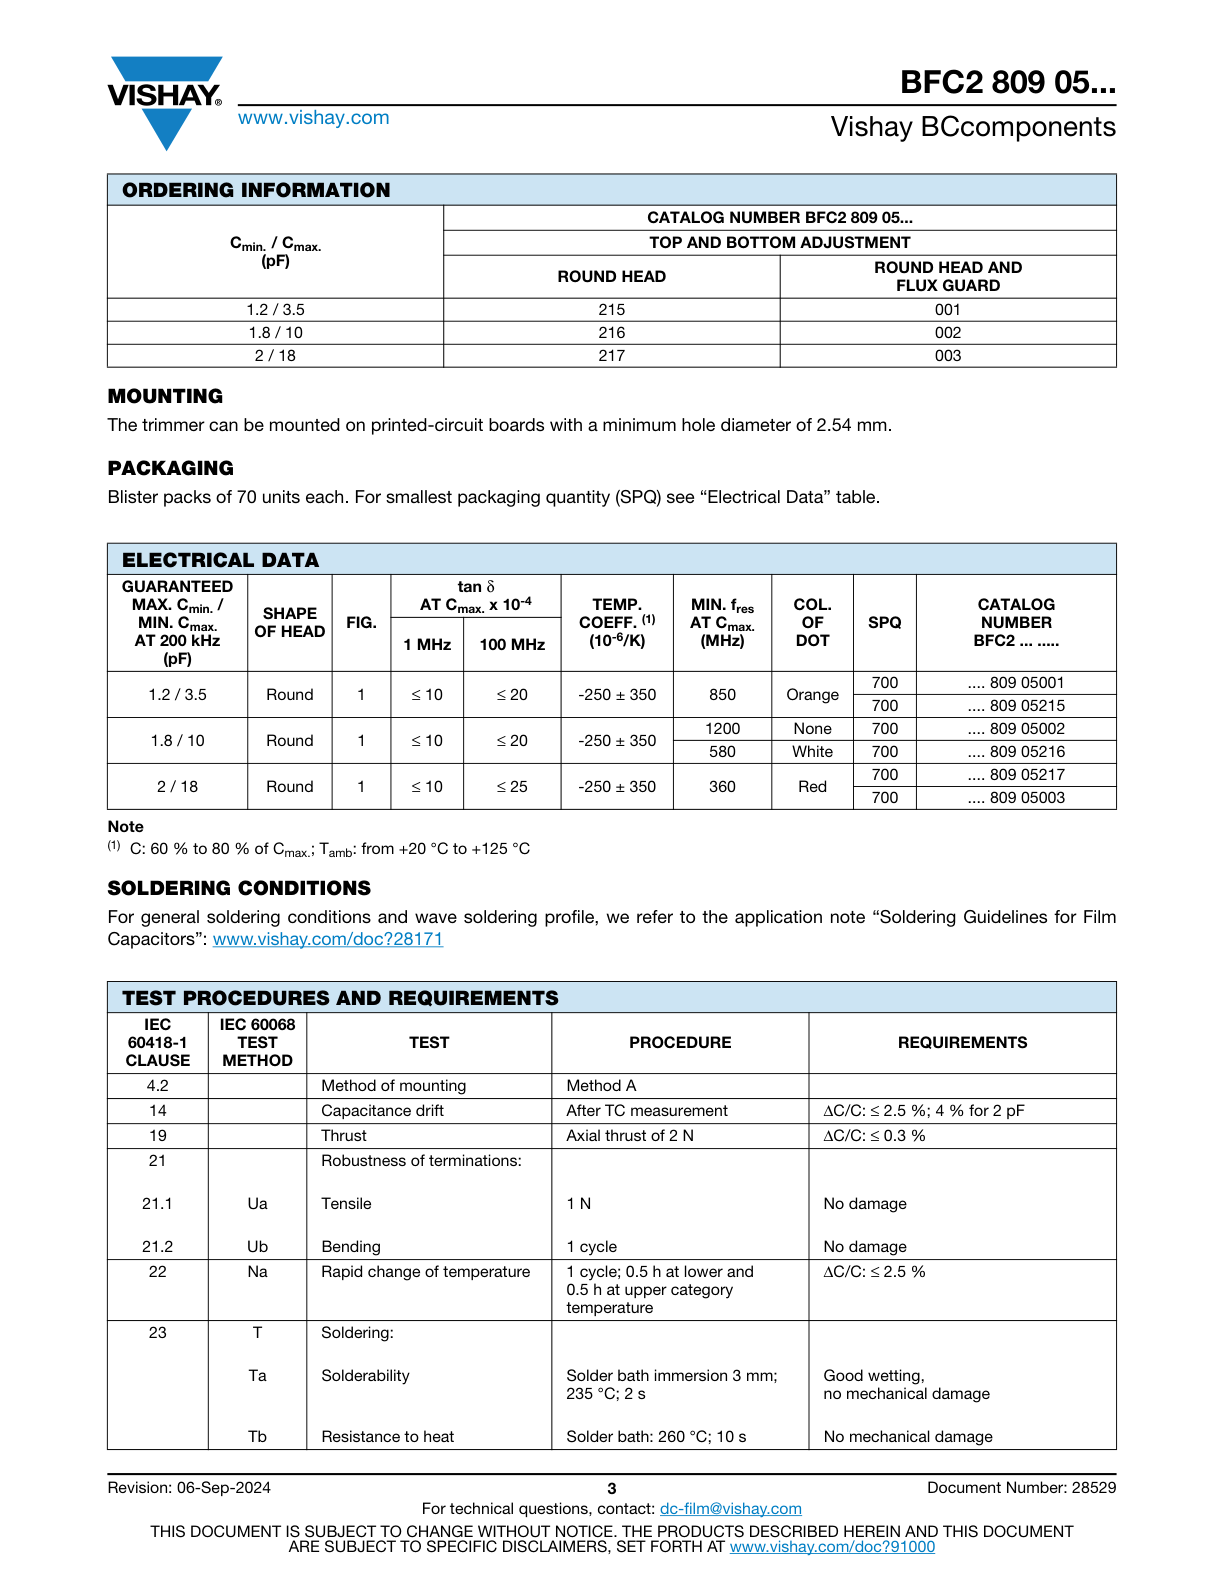 VISHAY®
www.vishay.com
BFC2 809 05...
Vishay BCcomponents
ORDERING INFORMATION
Cmin. / Cmax.
(pF)
CATALOG NUMBER BFC2 809 05...
TOP AND BOTTOM ADJUSTMENT
ROUND HEAD
ROUND HEAD AND
FLUX GUARD
1.2 / 3.5 215 001
1.8 / 10 216 002
2 / 18 217 003
MOUNTING
The trimmer can be mounted on printed-circuit boards with a minimum hole diameter of 2.54 mm.
PACKAGING
Blister packs of 70 units each. For smallest packaging quantity (SPQ) see “Electrical Data” table.
ELECTRICAL DATA
GUARANTEED
MAX. Cmin. /
MIN. Cmax.
AT 200 kHz
(pF)
SHAPE
OF HEAD
FIG.
tan δ
AT Cmax. x 10-4
1 MHz 100 MHz
TEMP.
COEFF. (1)
(10-6/K)
MIN. fres
AT Cmax.
(MHz)
COL.
OF
DOT
SPQ
CATALOG
NUMBER
BFC2 ... .....
1.2 / 3.5 Round 1 ≤ 10 ≤ 20 -250 ± 350 850 Orange
700 .... 809 05001
700 .... 809 05215
1.8 / 10 Round 1 ≤ 10 ≤ 20 -250 ± 350
1200 None 700 .... 809 05002
580 White 700 .... 809 05216
2 / 18 Round 1 ≤ 10 ≤ 25 -250 ± 350 360 Red
700 .... 809 05217
700 .... 809 05003
Note
(1) C: 60 % to 80 % of Cmax.; Tamb: from +20 °C to +125 °C
SOLDERING CONDITIONS
For general soldering conditions and wave soldering profile, we refer to the application note “Soldering Guidelines for Film
Capacitors”: www.vishay.com/doc?28171
TEST PROCEDURES AND REQUIREMENTS
IEC
60418-1
CLAUSE
IEC 60068
TEST
METHOD
TEST
PROCEDURE
REQUIREMENTS
4.2 Method of mounting Method A
14 Capacitance drift After TC measurement ΔC/C: ≤ 2.5 %; 4 % for 2 pF
19 Thrust Axial thrust of 2 N ΔC/C: ≤ 0.3 %
21 Robustness of terminations:
21.1 Ua Tensile 1 N No damage
21.2 Ub Bending 1 cycle No damage
22 Na Rapid change of temperature 1 cycle; 0.5 h at lower and ΔC/C: ≤ 2.5 %
0.5 h at upper category
temperature
23 T Soldering:
Ta Solderability Solder bath immersion 3 mm; Good wetting,
235 °C; 2 s no mechanical damage
Tb Resistance to heat Solder bath: 260 °C; 10 s No mechanical damage
Revision: 06-Sep-2024 3 Document Number: 28529
For technical questions, contact: dc-film@vishay.com
THIS DOCUMENT IS SUBJECT TO CHANGE WITHOUT NOTICE. THE PRODUCTS DESCRIBED HEREIN AND THIS DOCUMENT
ARE SUBJECT TO SPECIFIC DISCLAIMERS, SET FORTH AT www.vishay.com/doc?91000